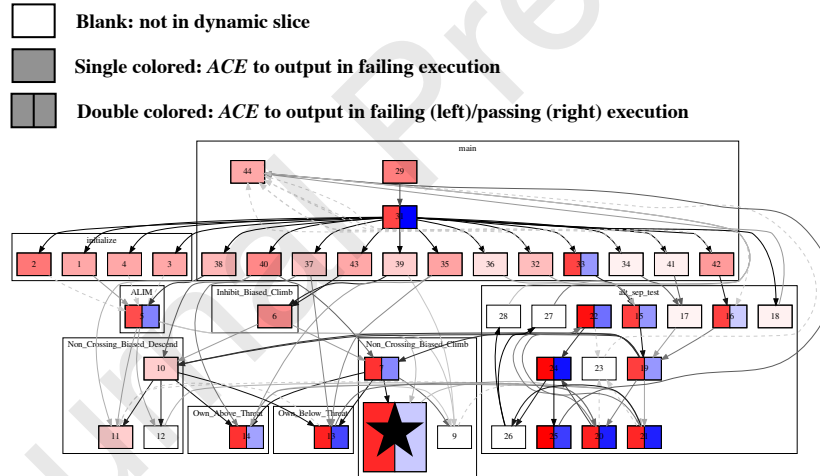 Blank: not in dynamic slice
Single colored: ACE to output in failing execution
Double colored: ACE to output in failing (left)/passing (right) execution
main
44 29
initialize
2 1 4 3 38 40 37 43 39 35 36 32 33 34 41 42
ALIM Inhibit_Biased_Climb alt_sep_test
5 6 28 27 22 15 17 16 18
Non_Crossing_Biased_Descend Non_Crossing_Biased_Climb
10 7 24 23 19
Own_Above_Threat Own_Below_Threat
11 12 14 13 9 26 25 20 21